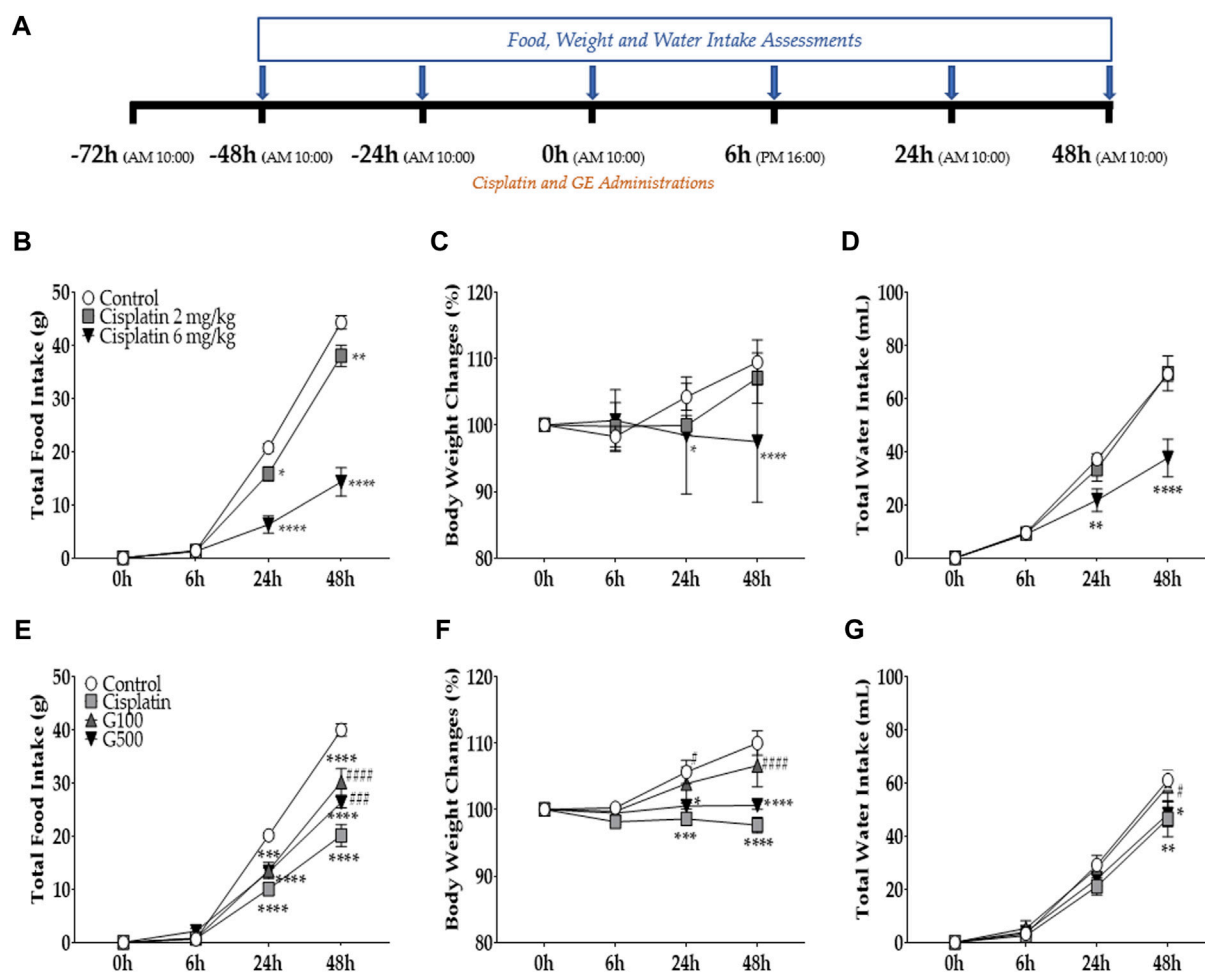 A
Food, Weight and Water Intake Assessments
-72h (AM 10:00) -48h (AM 10:00) -24h (AM 10:00) 0h (AM 10:00) 6h (PM 16:00) 24h (AM 10:00) 48h (AM 10:00)
Cisplatin and GE Administrations
B
Total Food Intake (g)
50
40
30
20
10
0
Control
Cisplatin 2 mg/kg
Cisplatin 6 mg/kg
**
*
****
****
0h 6h 24h 48h
C
Body Weight Changes (%)
120
110
100
90
80
*
****
0h 6h 24h 48h
D
Total Water Intake (mL)
100
80
60
40
20
0
**
****
0h 6h 24h 48h
E
Total Food Intake (g)
50
40
30
20
10
0
Control
Cisplatin
G100
G500
****
####
###
****
***
****
****
****
0h 6h 24h 48h
F
Body Weight Changes (%)
120
110
100
90
80
#
####
*
****
***
****
0h 6h 24h 48h
G
Total Water Intake (mL)
100
80
60
40
20
0
#
*
**
0h 6h 24h 48h